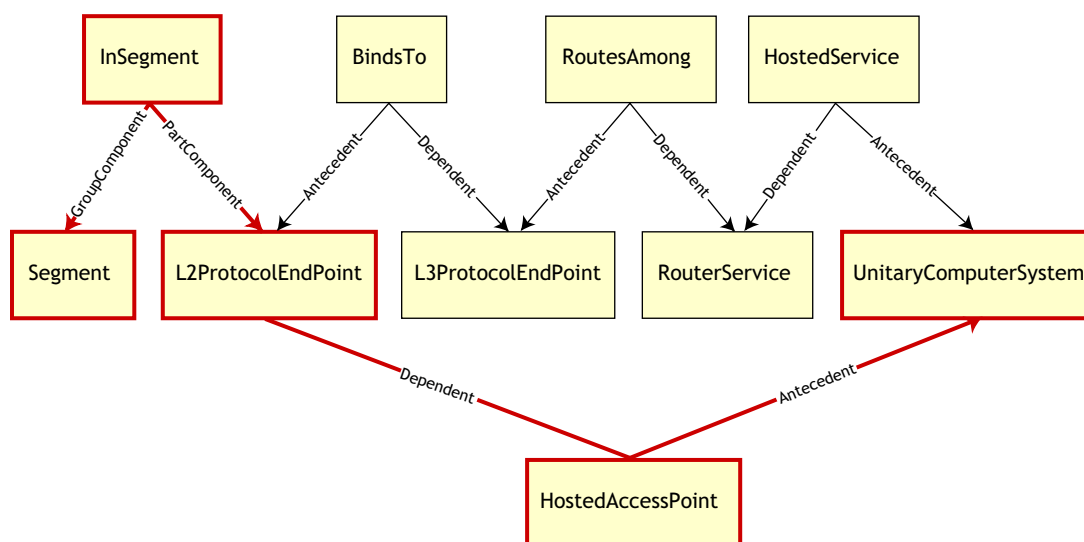 InSegment
BindsTo
RoutesAmong
HostedService
GroupComponent
PartComponent
Antecedent
Dependent
Antecedent
Dependent
Dependent
Antecedent
Segment
L2ProtocolEndPoint
L3ProtocolEndPoint
RouterService
UnitaryComputerSystem
Dependent
Antecedent
HostedAccessPoint